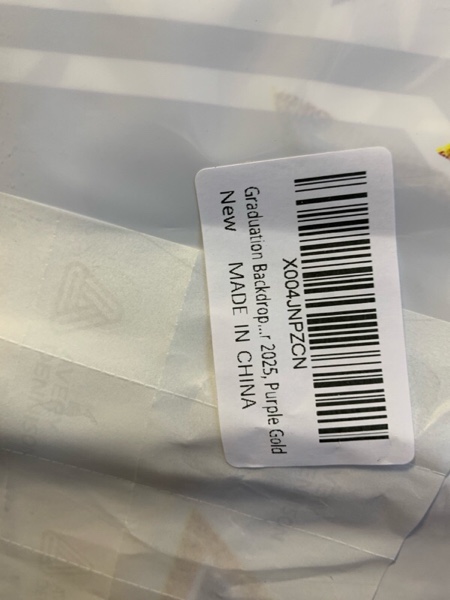 X004JNPZCN
Graduation Backdrop...r 2025, Purple Gold
New MADE IN CHINA